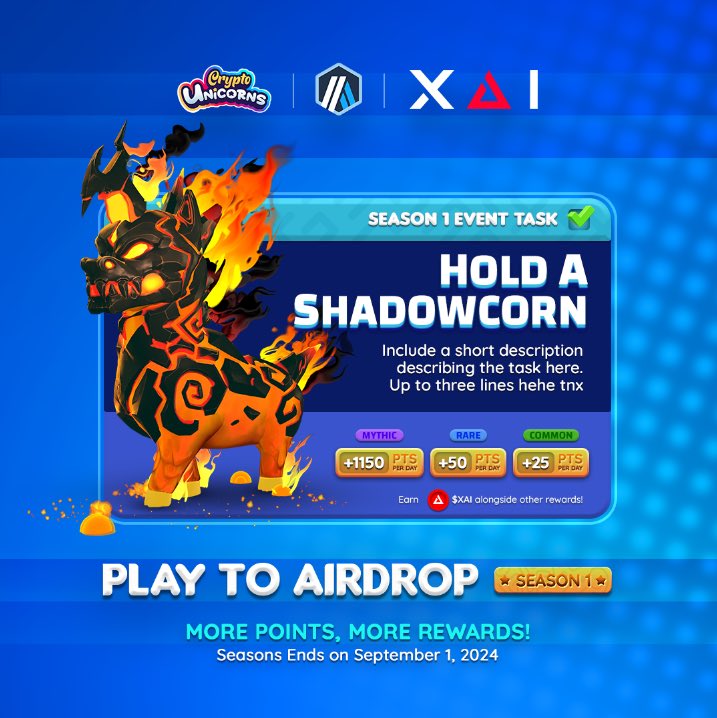 Crypto
UNICORNS
XAI
SEASON 1 EVENT TASK
HOLD A
SHADOWCORN
Include a short description
describing the task here.
Up to three lines hehe tnx
MYTHIC RARE COMMON
+1150 PTS PER DAY +50 PTS PER DAY +25 PTS PER DAY
Earn $XAI alongside other rewards!
PLAY TO AIRDROP SEASON 1
MORE POINTS, MORE REWARDS!
Seasons Ends on September 1, 2024